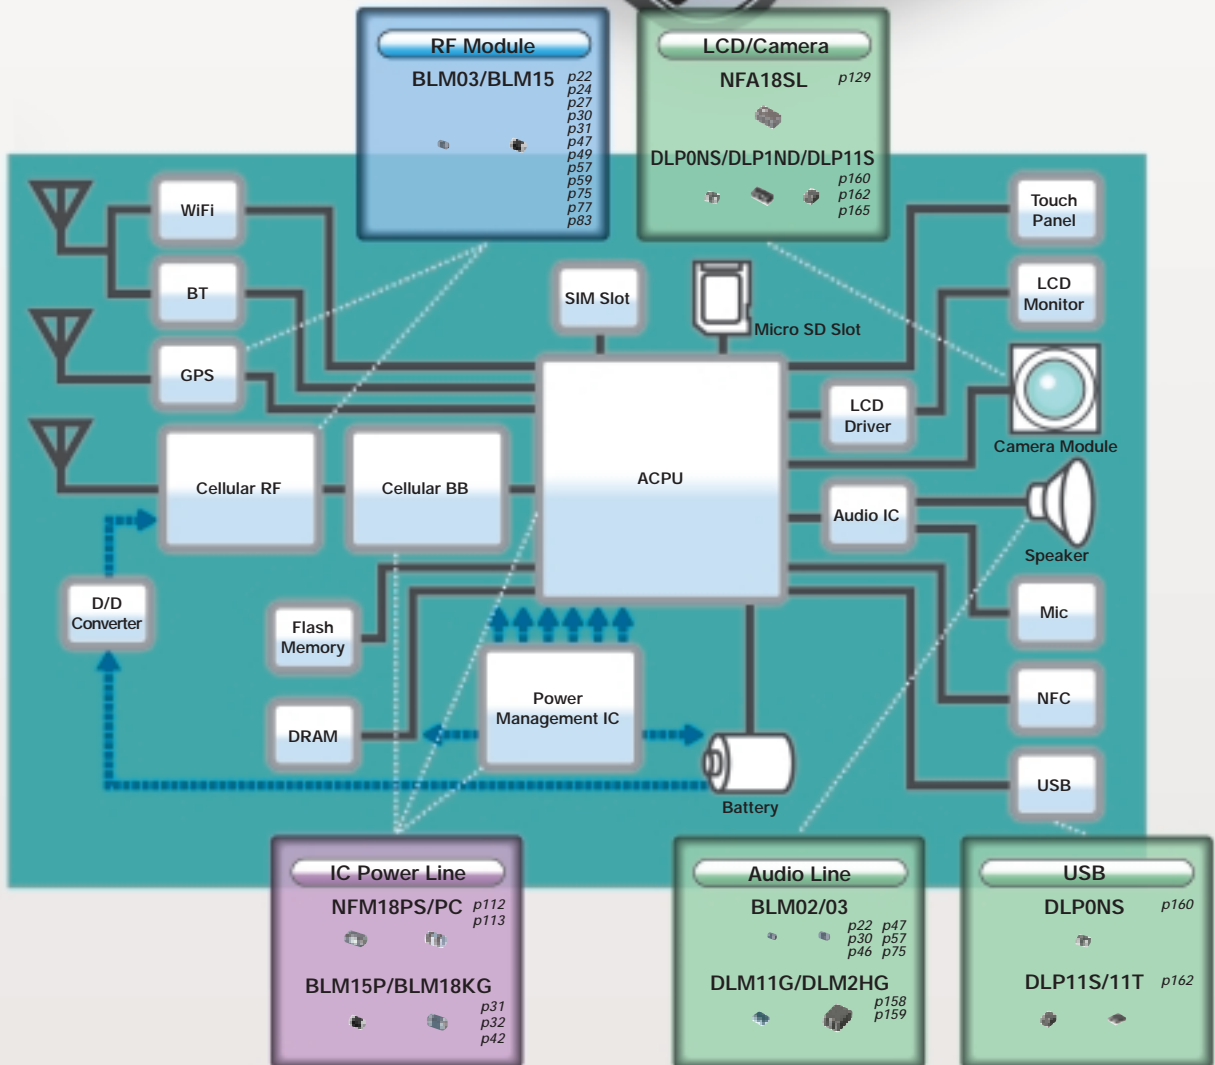 RF Module
BLM03/BLM15
p22
p24
p27
p30
p31
p47
p49
p57
p59
p75
p77
p83
LCD/Camera
NFA18SL p129
DLP0NS/DLP1ND/DLP11S
p160
p162
p165
WiFi
BT
GPS
SIM Slot
Micro SD Slot
Touch
Panel
LCD
Monitor
LCD
Driver
Camera Module
Cellular RF
Cellular BB
ACPU
Audio IC
Speaker
D/D
Converter
Flash
Memory
Mic
Power
Management IC
NFC
DRAM
USB
Battery
IC Power Line
NFM18PS/PC p112
p113
BLM15P/BLM18KG
p31
p32
p42
Audio Line
BLM02/03
p22 p47
p30 p57
p46 p75
DLM11G/DLM2HG
p158
p159
USB
DLP0NS p160
DLP11S/11T p162